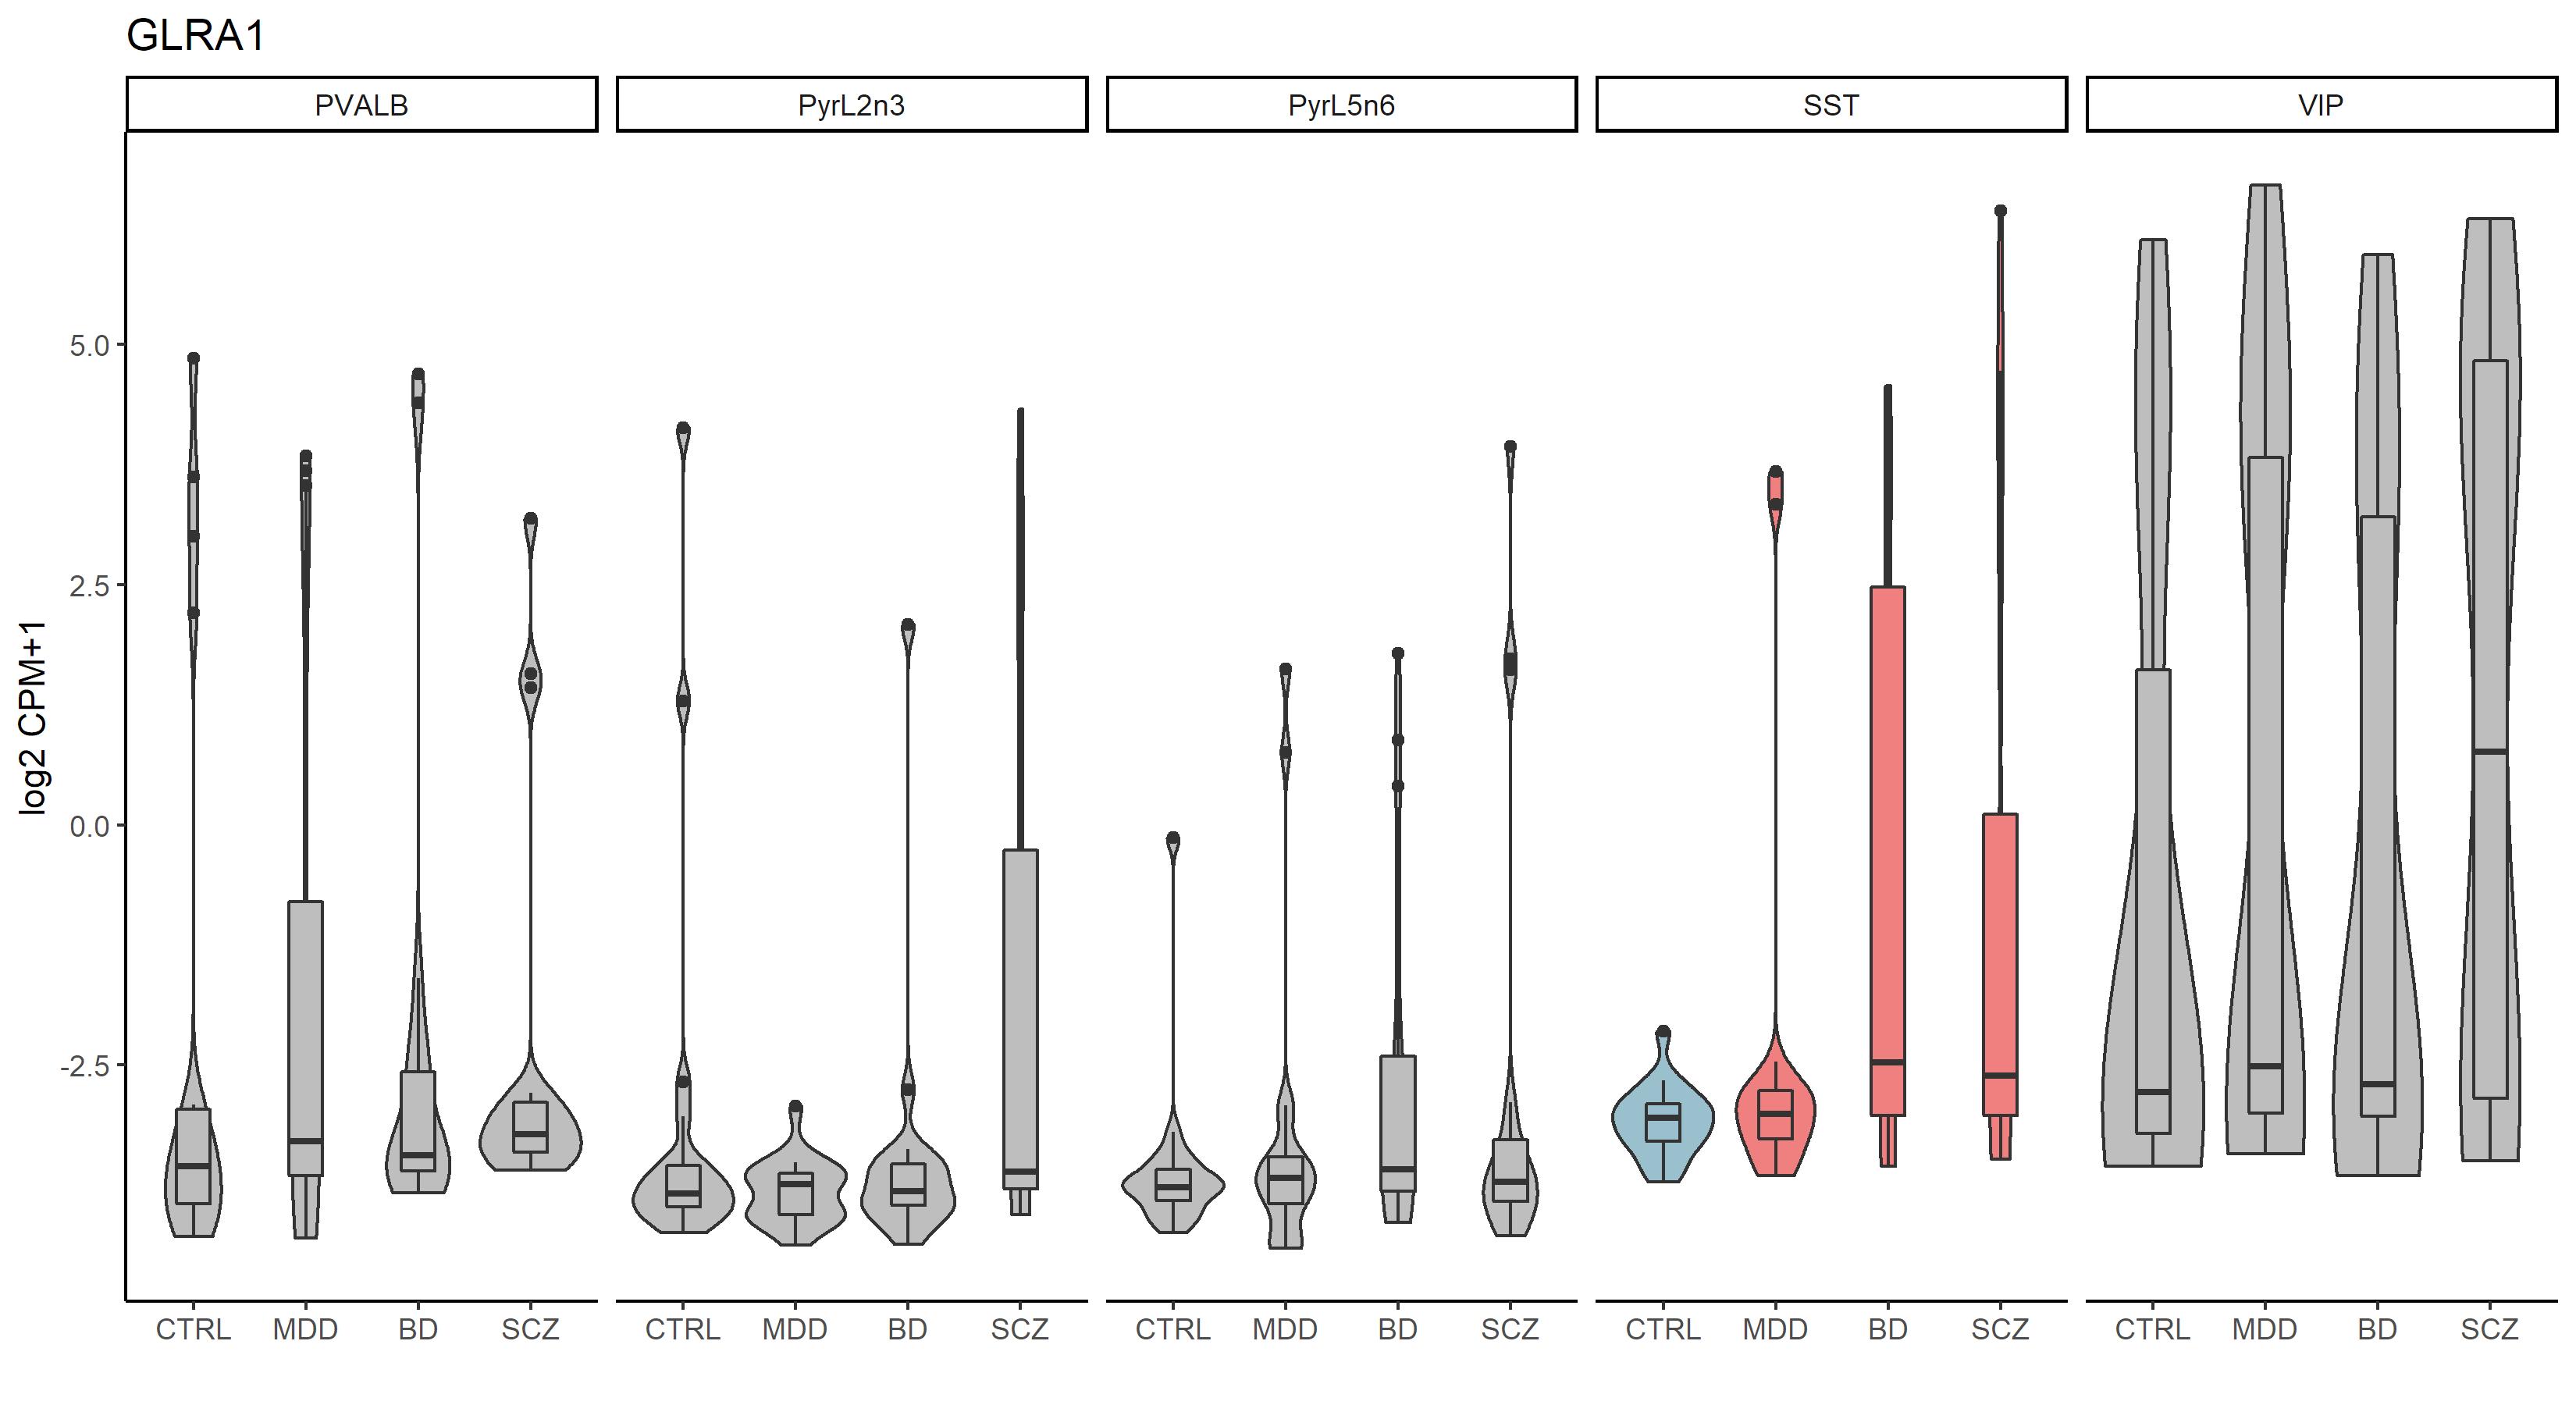 GLRA1
PVALB PyrL2n3 PyrL5n6 SST VIP
log2 CPM+1
5.0
2.5
0.0
-2.5
CTRL MDD BD SCZ CTRL MDD BD SCZ CTRL MDD BD SCZ CTRL MDD BD SCZ CTRL MDD BD SCZ